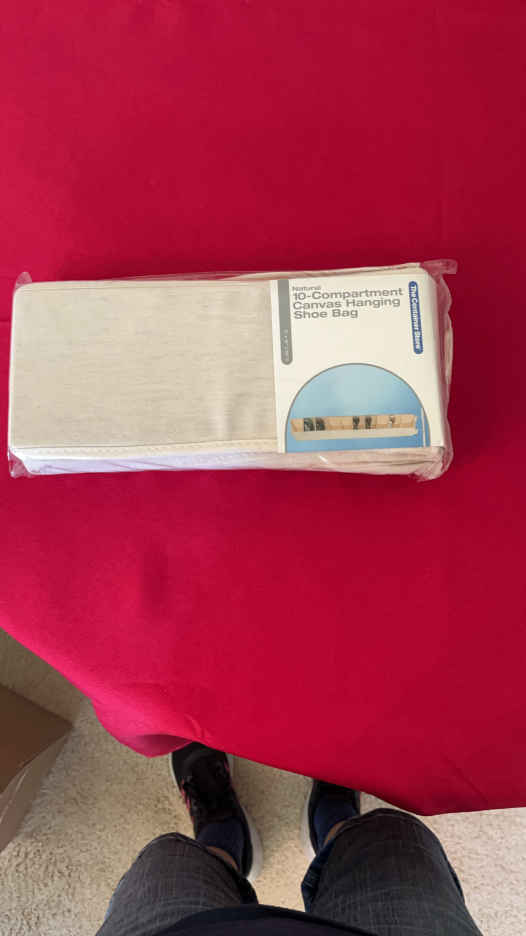 Natural
10-Compartment
Canvas Hanging
Shoe Bag
The Container Store